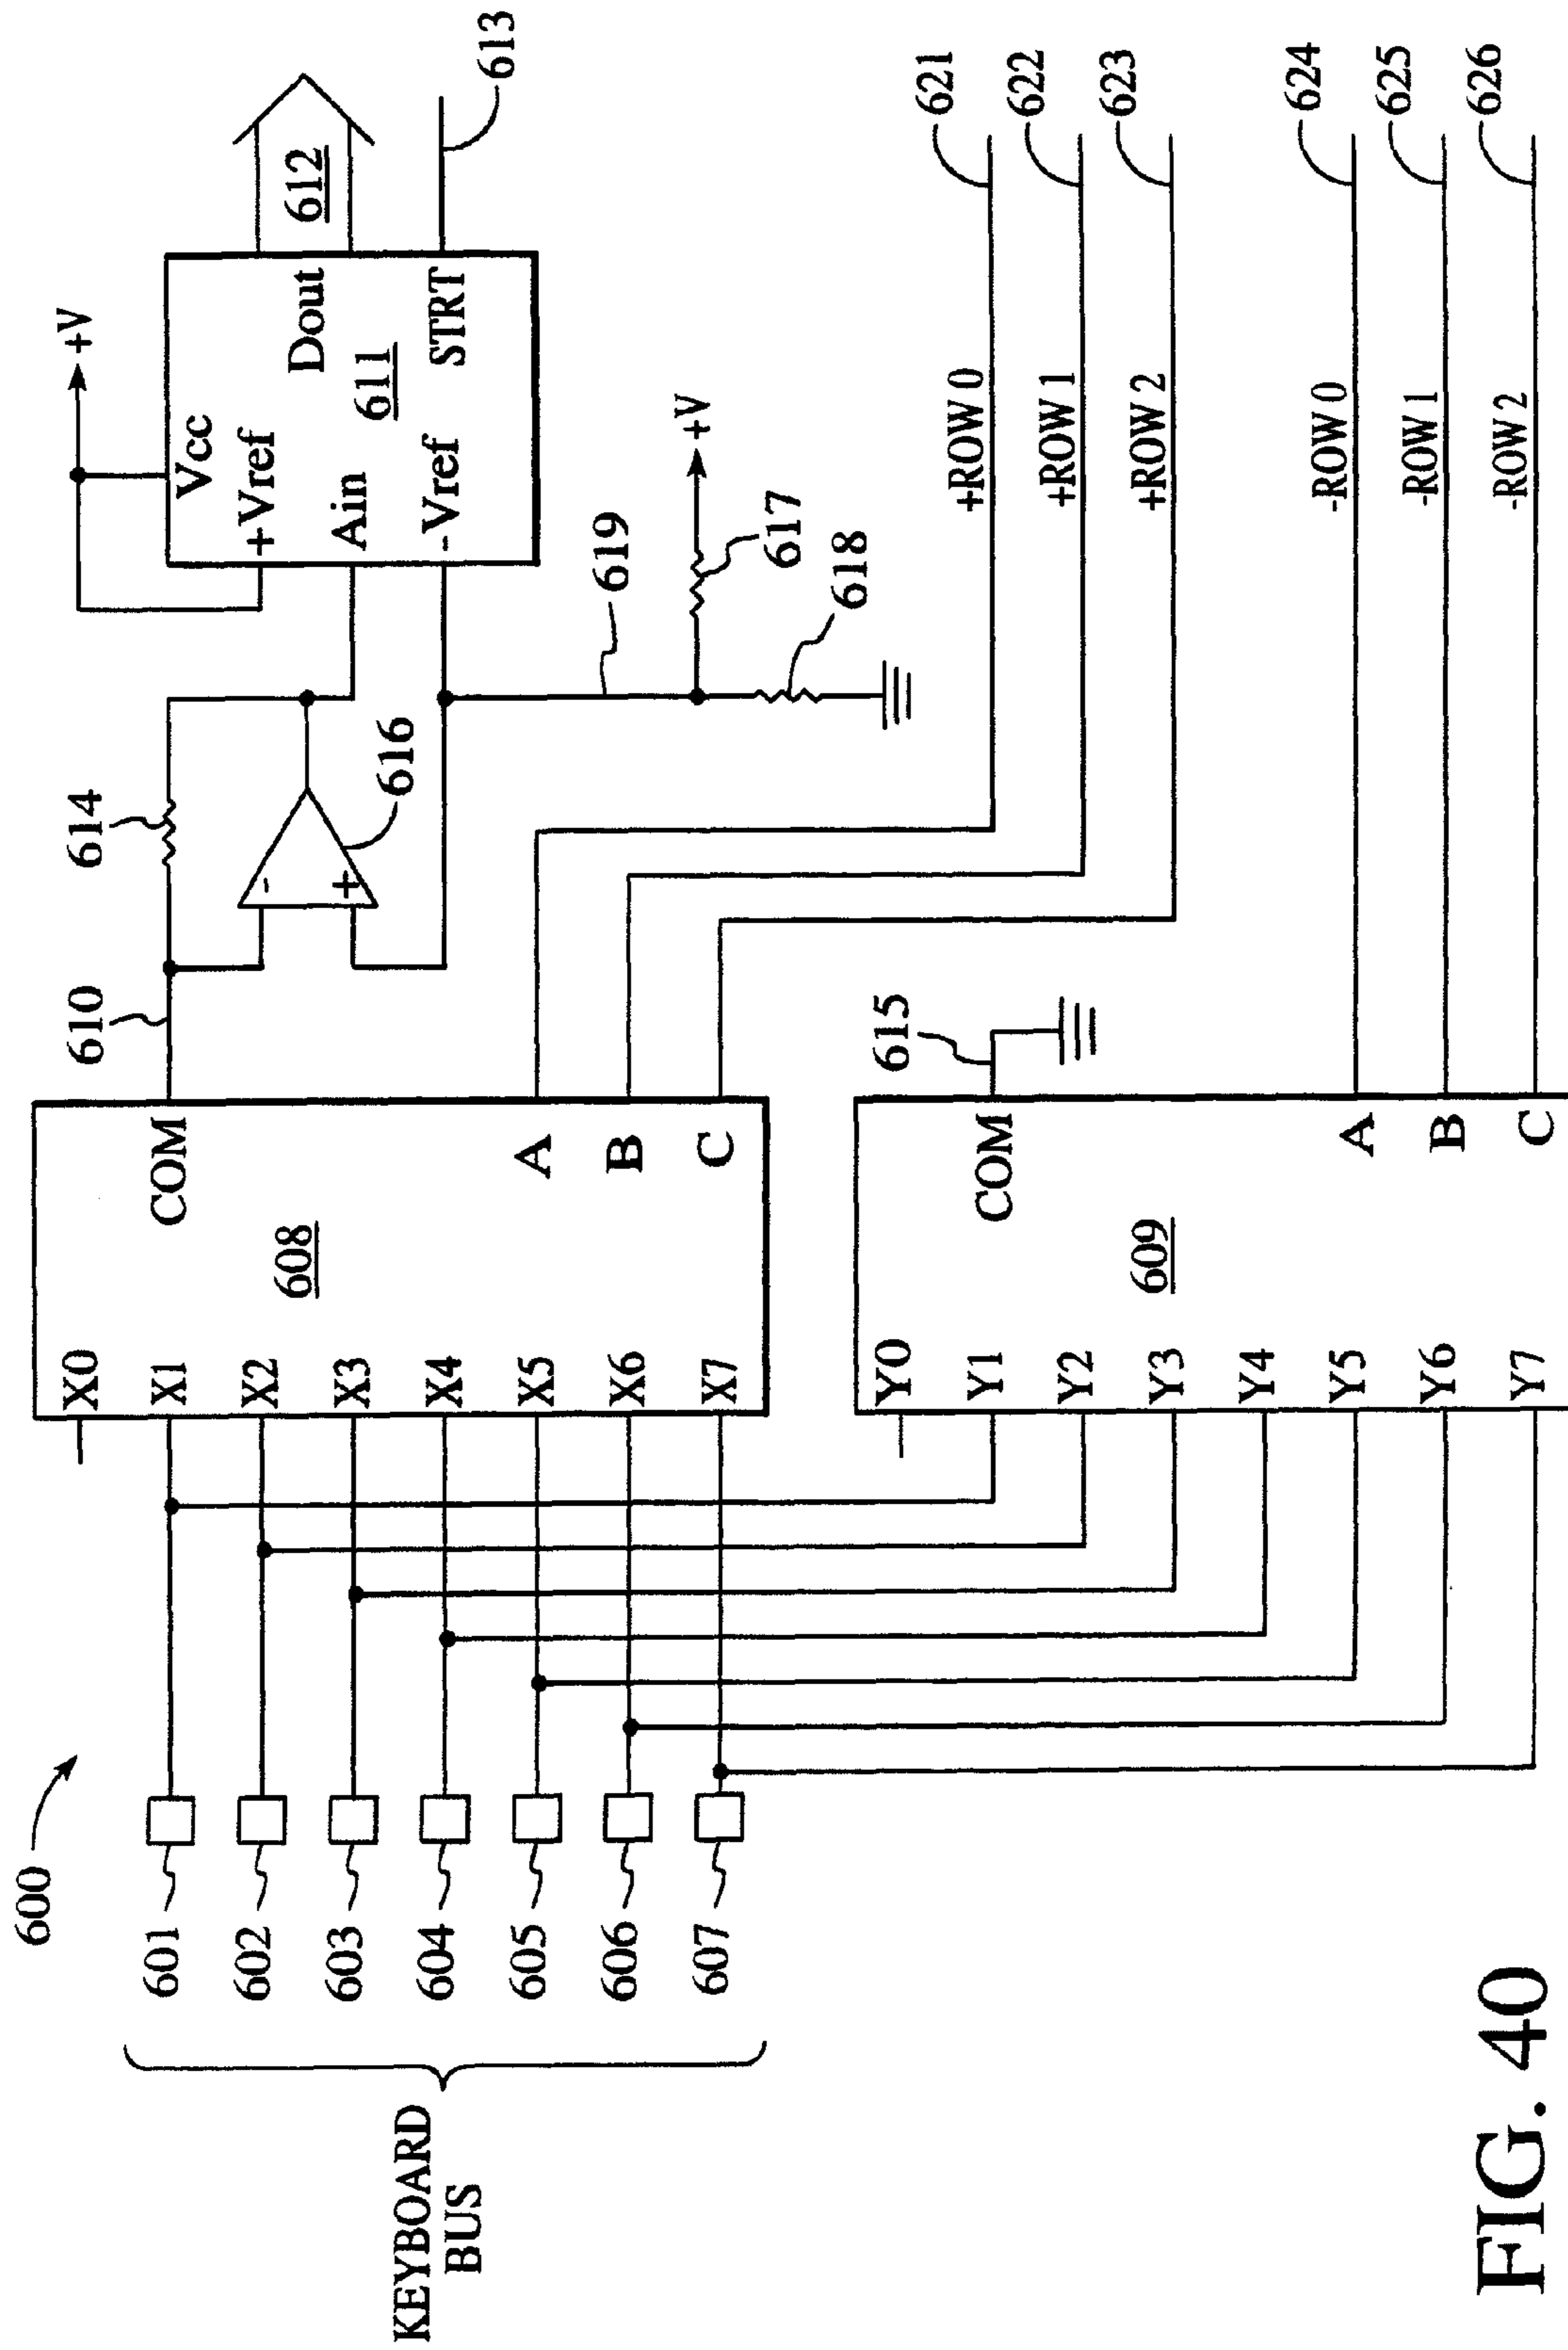 600
KEYBOARD
BUS
601
602
603
604
605
606
607
X0
X1
X2
X3
X4
X5
X6
X7
608
COM
A
B
C
610
614
-
+
616
+V
Vcc
+Vref
Ain
-Vref
Dout
STRT
611
612
613
619
+V
617
618
+ROW 0
+ROW 1
+ROW 2
621
622
623
Y0
Y1
Y2
Y3
Y4
Y5
Y6
Y7
609
COM
A
B
C
615
-ROW 0
-ROW 1
-ROW 2
624
625
626
FIG. 40